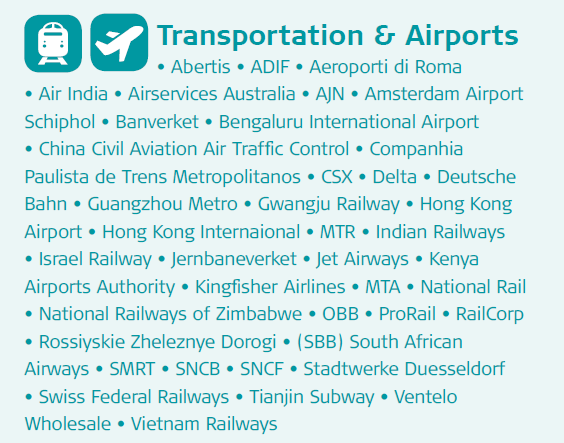 Transportation & Airports
• Abertis • ADIF • Aeroporti di Roma
• Air India • Airservices Australia • AJN • Amsterdam Airport
Schiphol • Banverket • Bengaluru International Airport
• China Civil Aviation Air Traffic Control • Companhia
Paulista de Trens Metropolitanos • CSX • Delta • Deutsche
Bahn • Guangzhou Metro • Gwangju Railway • Hong Kong
Airport • Hong Kong Internaional • MTR • Indian Railways
• Israel Railway • Jernbaneverket • Jet Airways • Kenya
Airports Authority • Kingfisher Airlines • MTA • National Rail
• National Railways of Zimbabwe • OBB • ProRail • RailCorp
• Rossiyskie Zheleznye Dorogi • (SBB) South African
Airways • SMRT • SNCB • SNCF • Stadtwerke Duesseldorf
• Swiss Federal Railways • Tianjin Subway • Ventelo
Wholesale • Vietnam Railways